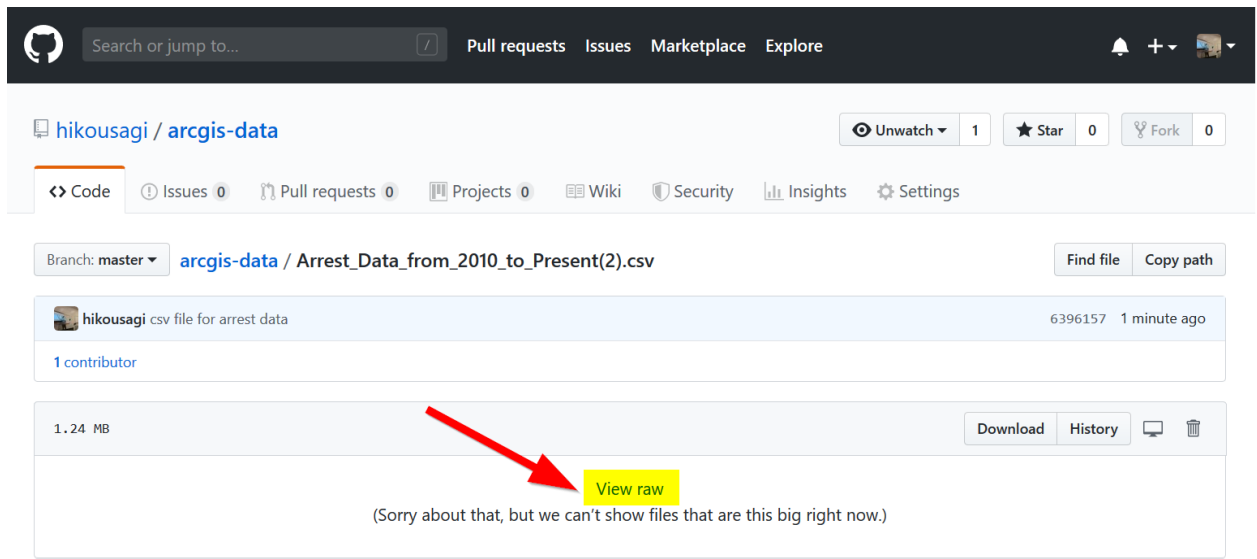 Search or jump to... / Pull requests Issues Marketplace Explore
hikousagi / arcgis-data Unwatch 1 Star 0 Fork 0
Code Issues 0 Pull requests 0 Projects 0 Wiki Security Insights Settings
Branch: master arcgis-data / Arrest_Data_from_2010_to_Present(2).csv Find file Copy path
hikousagi csv file for arrest data 6396157 1 minute ago
1 contributor
1.24 MB Download History
View raw
(Sorry about that, but we can't show files that are this big right now.)